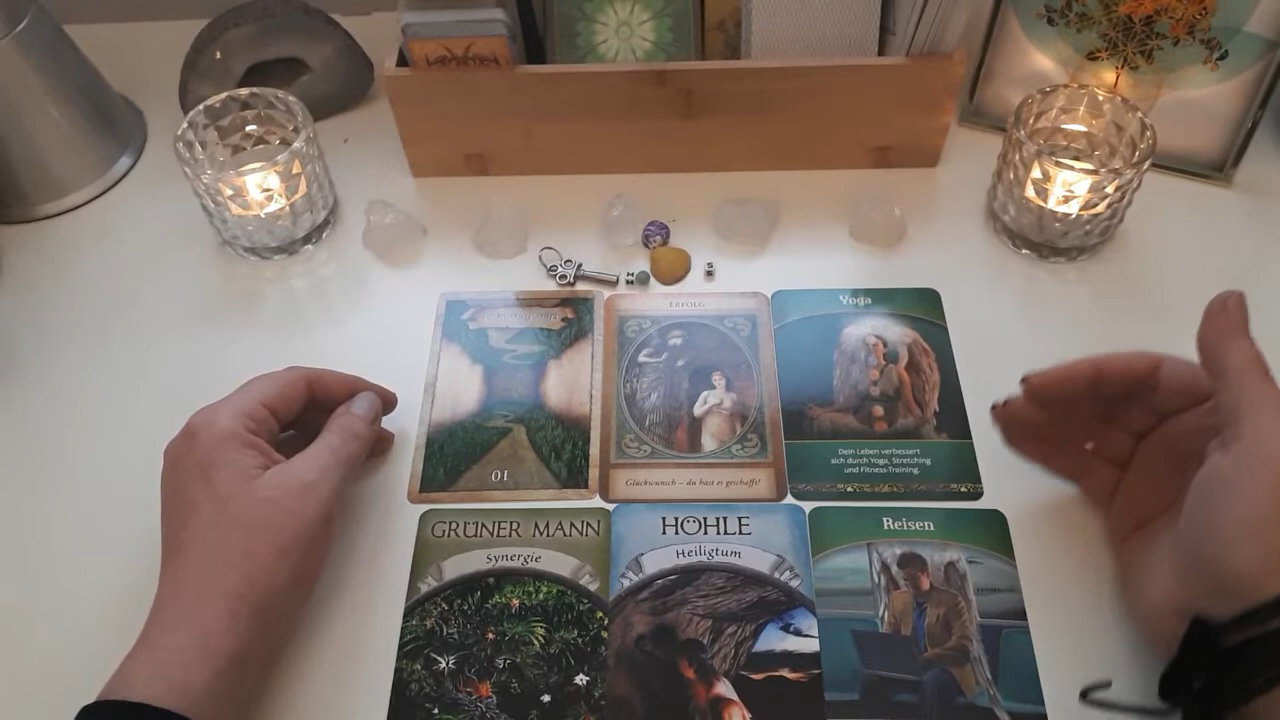 ERFOLG
Yoga
Dein Leben verbessert
sich durch Yoga, Stretching
und Fitness-Training.
Glückwunsch – du hast es geschafft!
10
GRÜNER MANN
Synergie
HÖHLE
Heiligtum
Reisen